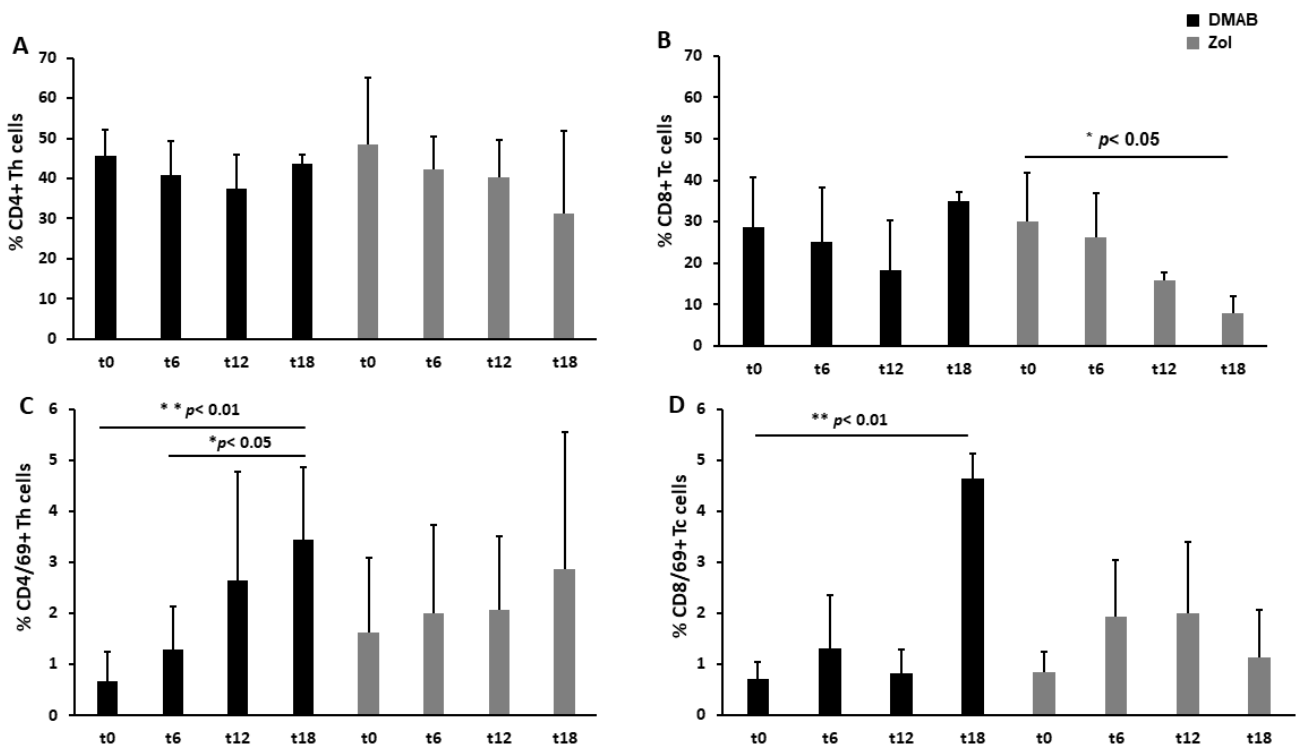 DMAB
Zol
A
70
60
50
40
30
20
10
0
% CD4+ Th cells
t0 t6 t12 t18 t0 t6 t12 t18
B
70
60
50
40
30
20
10
0
% CD8+ Tc cells
* p< 0.05
t0 t6 t12 t18 t0 t6 t12 t18
C
6
5
4
3
2
1
0
% CD4/69+ Th cells
* * p< 0.01
*p< 0.05
t0 t6 t12 t18 t0 t6 t12 t18
D
6
5
4
3
2
1
0
% CD8/69+ Tc cells
** p< 0.01
t0 t6 t12 t18 t0 t6 t12 t18